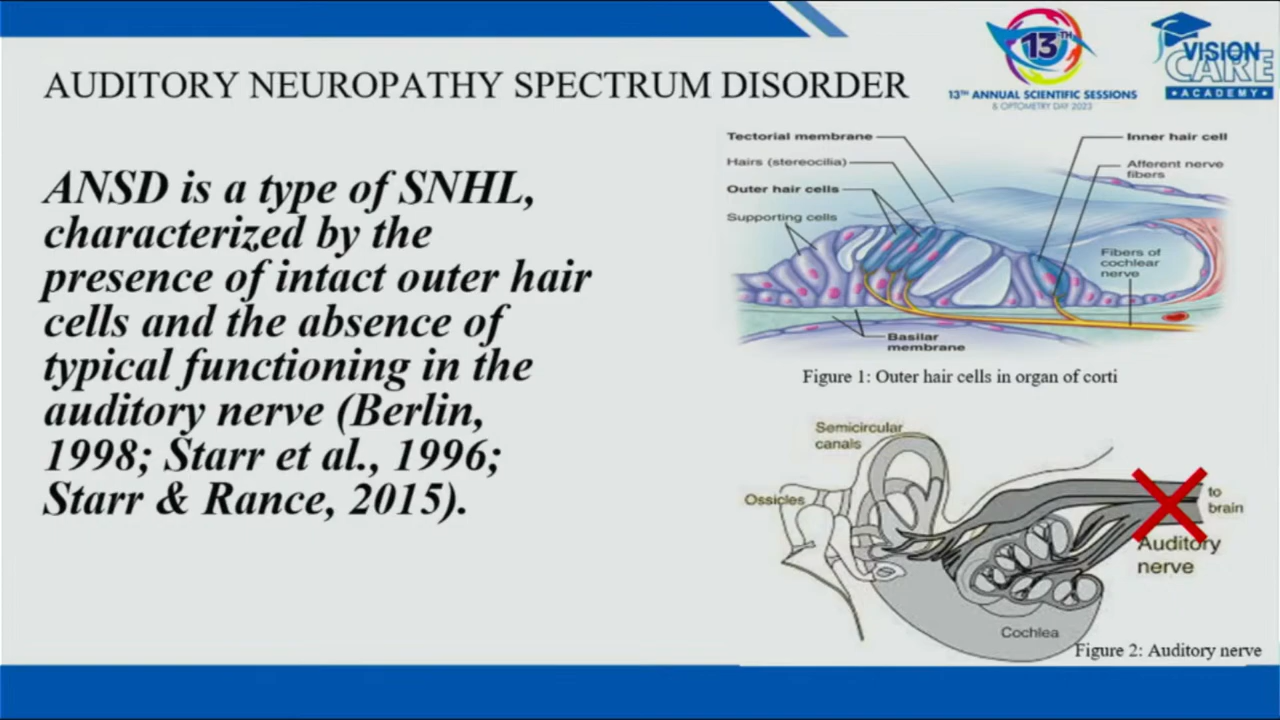 AUDITORY NEUROPATHY SPECTRUM DISORDER
13TH
13TH ANNUAL SCIENTIFIC SESSIONS
& OPTOMETRY DAY 2023
VISION
CARE
ACADEMY
ANSD is a type of SNHL,
characterized by the
presence of intact outer hair
cells and the absence of
typical functioning in the
auditory nerve (Berlin,
1998; Starr et al., 1996;
Starr & Rance, 2015).
Tectorial membrane
Hairs (stereocilia)
Outer hair cells
Supporting cells
Inner hair cell
Afferent nerve
fibers
Fibers of
cochlear
nerve
Basilar
membrane
Figure 1: Outer hair cells in organ of corti
Semicircular
canals
Ossicles
to
brain
Auditory
nerve
Cochlea
Figure 2: Auditory nerve